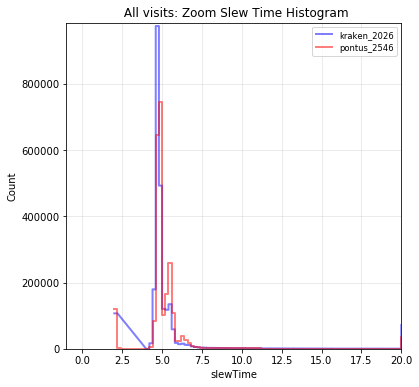 All visits: Zoom Slew Time Histogram
kraken_2026
pontus_2546
800000
600000
400000
200000
0
Count
0.0 2.5 5.0 7.5 10.0 12.5 15.0 17.5 20.0
slewTime